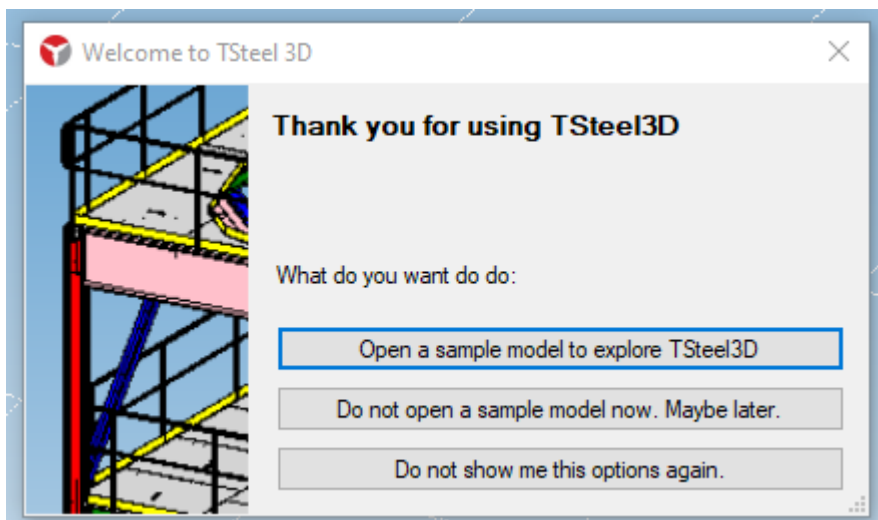 Welcome to TSteel 3D
Thank you for using TSteel3D
What do you want do do:
Open a sample model to explore TSteel3D
Do not open a sample model now. Maybe later.
Do not show me this options again.